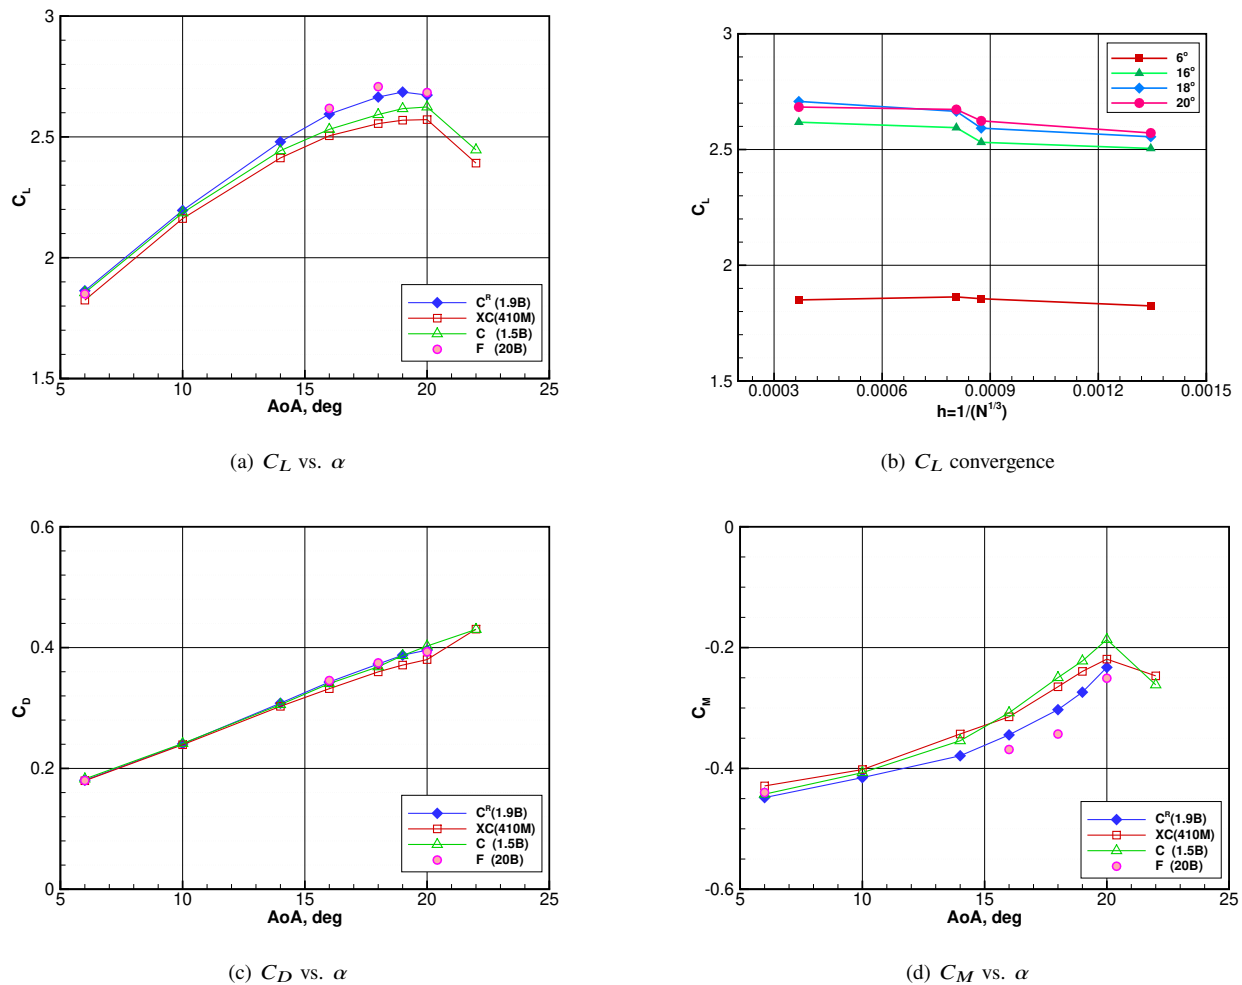 3
2.5
2
1.5
C_L
5 10 15 20 25
AoA, deg
C^R (1.9B)
XC(410M)
C (1.5B)
F (20B)
(a) C_L vs. α
3
2.5
2
1.5
C_L
0.0003 0.0006 0.0009 0.0012 0.0015
h=1/(N^1/3)
6°
16°
18°
20°
(b) C_L convergence
0.6
0.4
0.2
0
C_D
5 10 15 20 25
AoA, deg
C^R(1.9B)
XC(410M)
C (1.5B)
F (20B)
(c) C_D vs. α
0
-0.2
-0.4
-0.6
C_M
5 10 15 20 25
AoA, deg
C^R(1.9B)
XC(410M)
C (1.5B)
F (20B)
(d) C_M vs. α